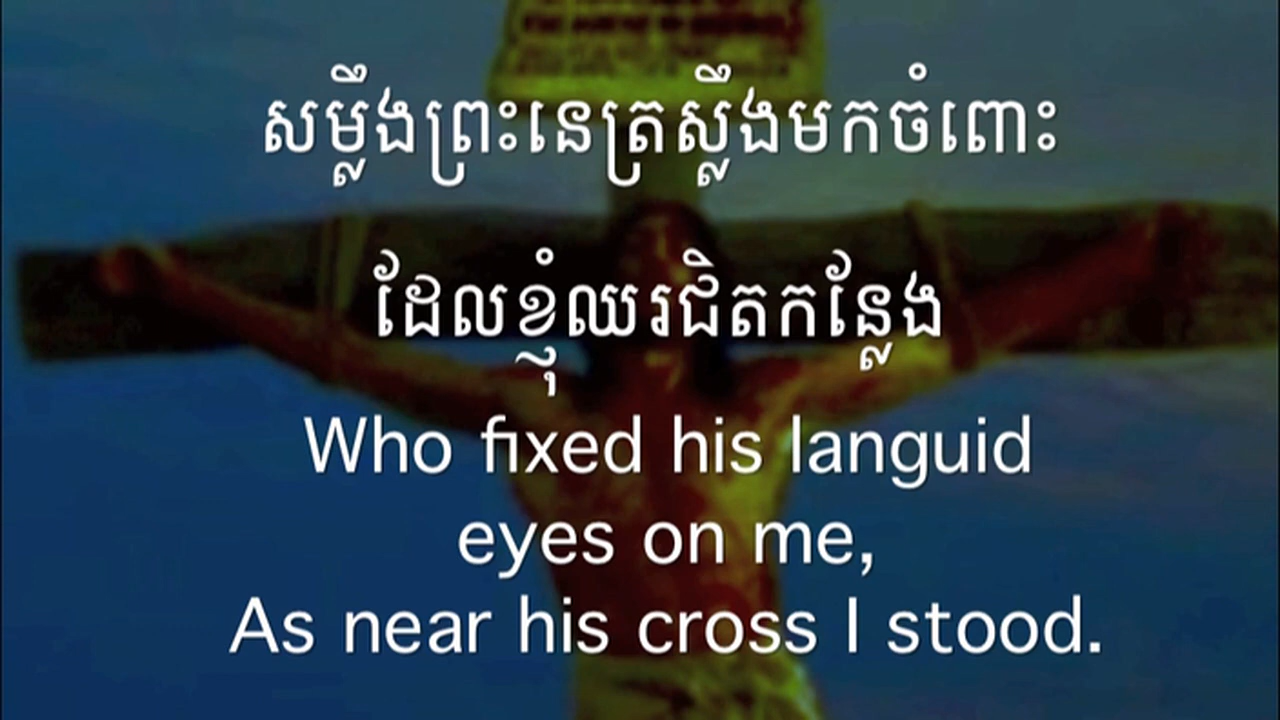 សម្លឹងព្រះនេត្រស្លឹងមកចំពោះ
ដែលខ្ញុំឈរជិតកន្លែង
Who fixed his languid
eyes on me,
As near his cross I stood.